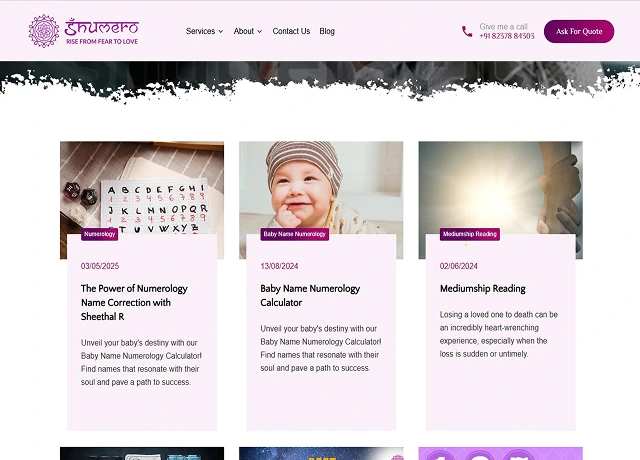 Shumero
RISE FROM FEAR TO LOVE
Services
About
Contact Us
Blog
Give me a call
+91 82378 84503
Ask For Quote
A B C D E F G H I
1 2 3 4 5 6 7 8 9
J K L M N O P Q R
1 2 3 4 5 6 7 8 9
S T U V W X Y Z
Numerology
03/05/2025
The Power of Numerology
Name Correction with
Sheethal R
Unveil your baby's destiny with our
Baby Name Numerology Calculator!
Find names that resonate with their
soul and pave a path to success.
Baby Name Numerology
13/08/2024
Baby Name Numerology
Calculator
Unveil your baby's destiny with our
Baby Name Numerology Calculator!
Find names that resonate with their
soul and pave a path to success.
Mediumship Reading
02/06/2024
Mediumship Reading
Losing a loved one to death can be
an incredibly heart-wrenching
experience, especially when the
loss is sudden or untimely.